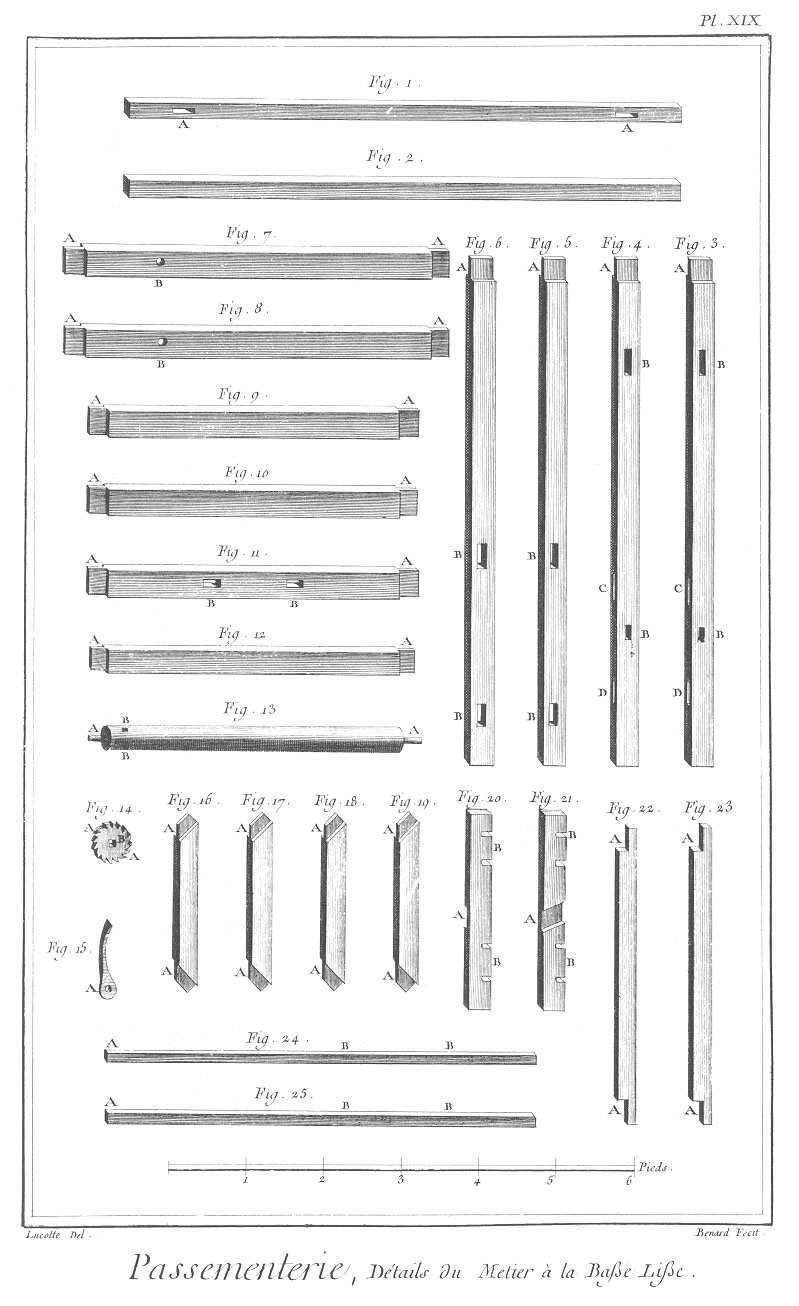 Pl. XIX
Fig. 1.
A A
Fig. 2.
Fig. 7.
A A
B
Fig. 6. Fig. 5. Fig. 4. Fig. 3.
A A A A
B B
Fig. 8.
A A
B
Fig. 9.
A A
Fig. 10
A A
Fig. 11.
A A
B B
B B
C C
Fig. 12
A A
B B
D D
B B
Fig. 13
A B A
B
Fig. 14.
A B
A
Fig. 16. Fig. 17. Fig. 18. Fig. 19.
A A A A
A A A A
Fig. 20. Fig. 21.
B B
A A
B B
Fig. 22. Fig. 23
A A
A A
Fig. 15.
A
Fig. 24.
A B B
Fig. 25.
A B B
1 2 3 4 5 6 Pieds.
Lucotte Del.
Benard Fecit.
Passementerie, Détails du Metier à la Baſse Liſse.